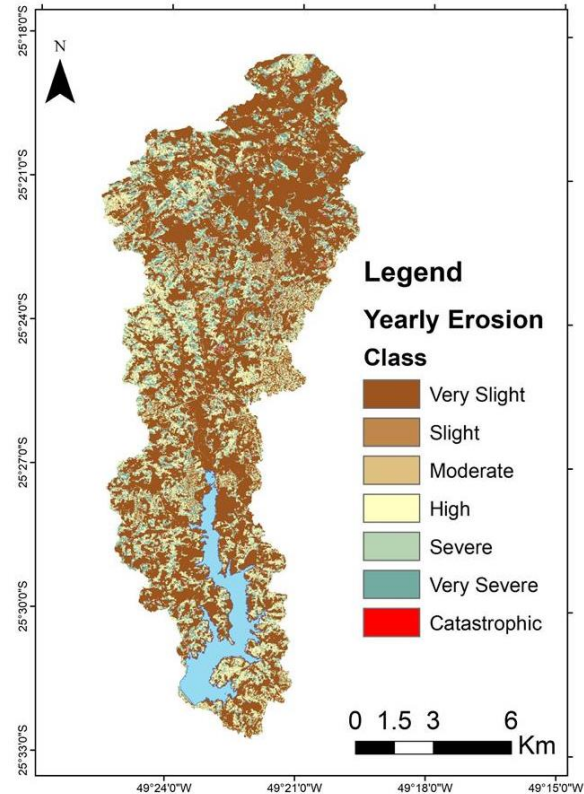 N
25°18'0"S
25°21'0"S
25°24'0"S
25°27'0"S
25°30'0"S
25°33'0"S
Legend
Yearly Erosion
Class
Very Slight
Slight
Moderate
High
Severe
Very Severe
Catastrophic
0 1.5 3 6
Km
49°24'0"W 49°21'0"W 49°18'0"W 49°15'0"W